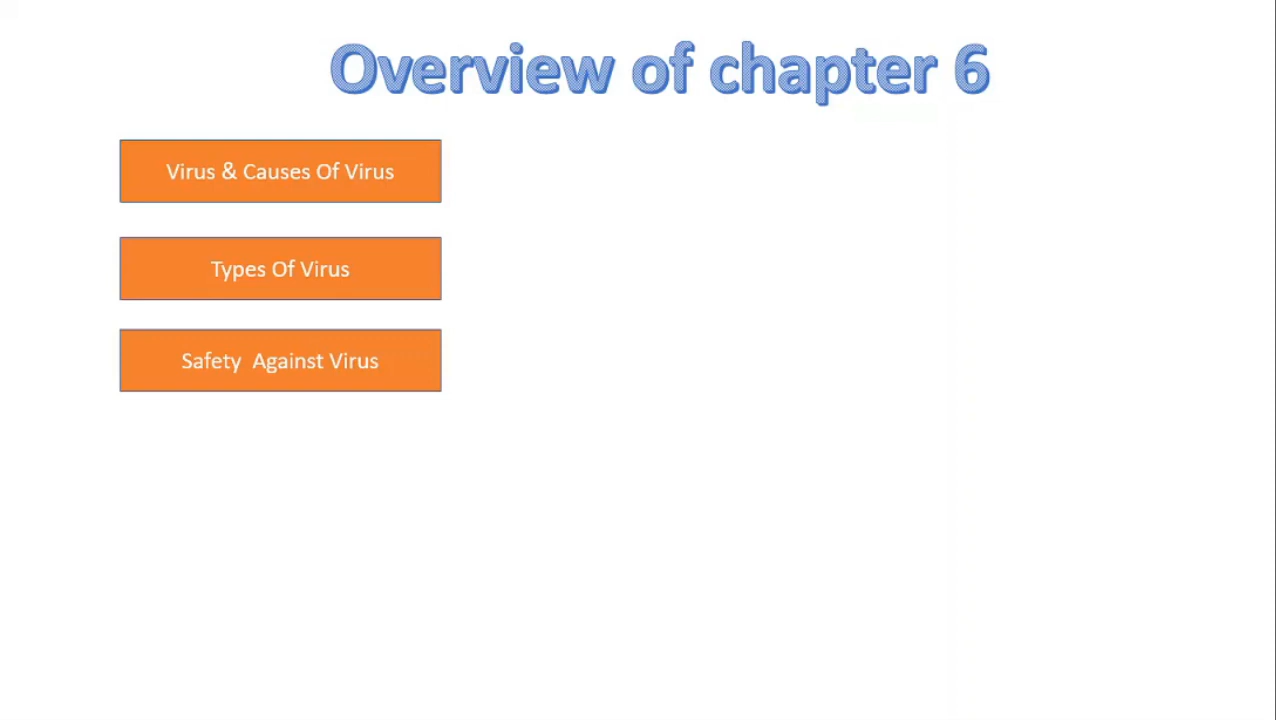 Overview of chapter 6
Virus & Causes Of Virus
Types Of Virus
Safety  Against Virus